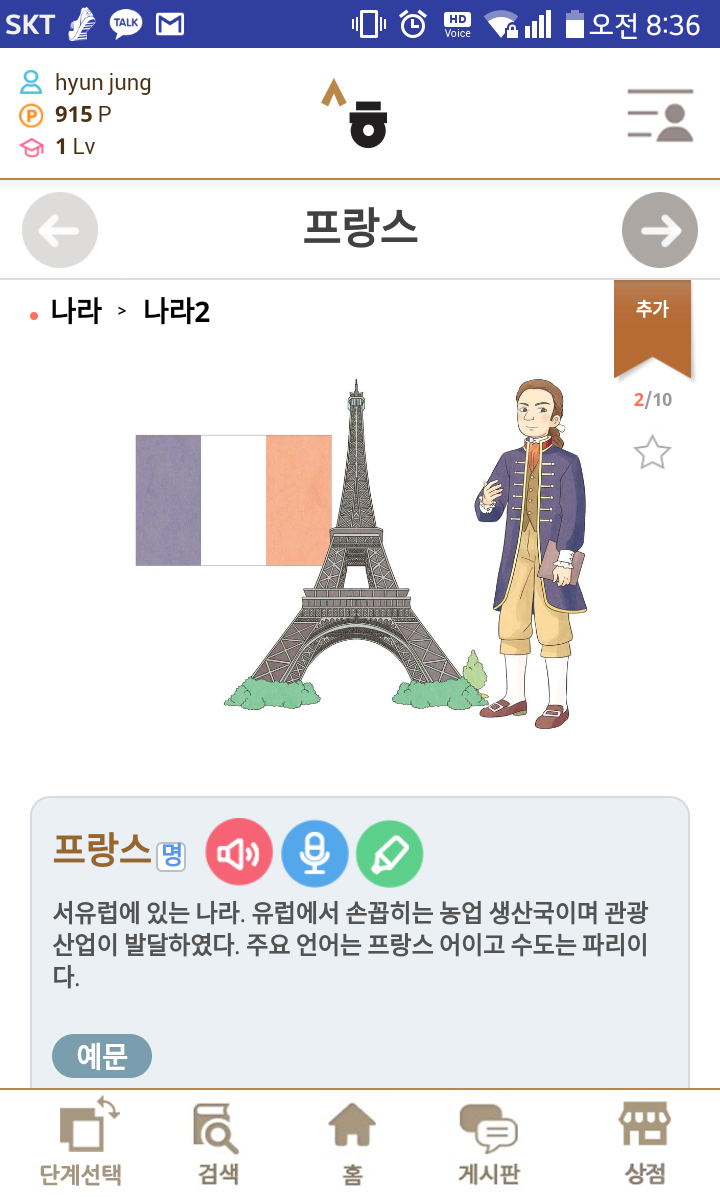 SKT TALK HD Voice 오전 8:36
hyun jung
P 915 P
1 Lv
프랑스
나라 > 나라2
추가
2/10
프랑스 명
서유럽에 있는 나라. 유럽에서 손꼽히는 농업 생산국이며 관광
산업이 발달하였다. 주요 언어는 프랑스 어이고 수도는 파리이
다.
예문
단계선택 검색 홈 게시판 상점